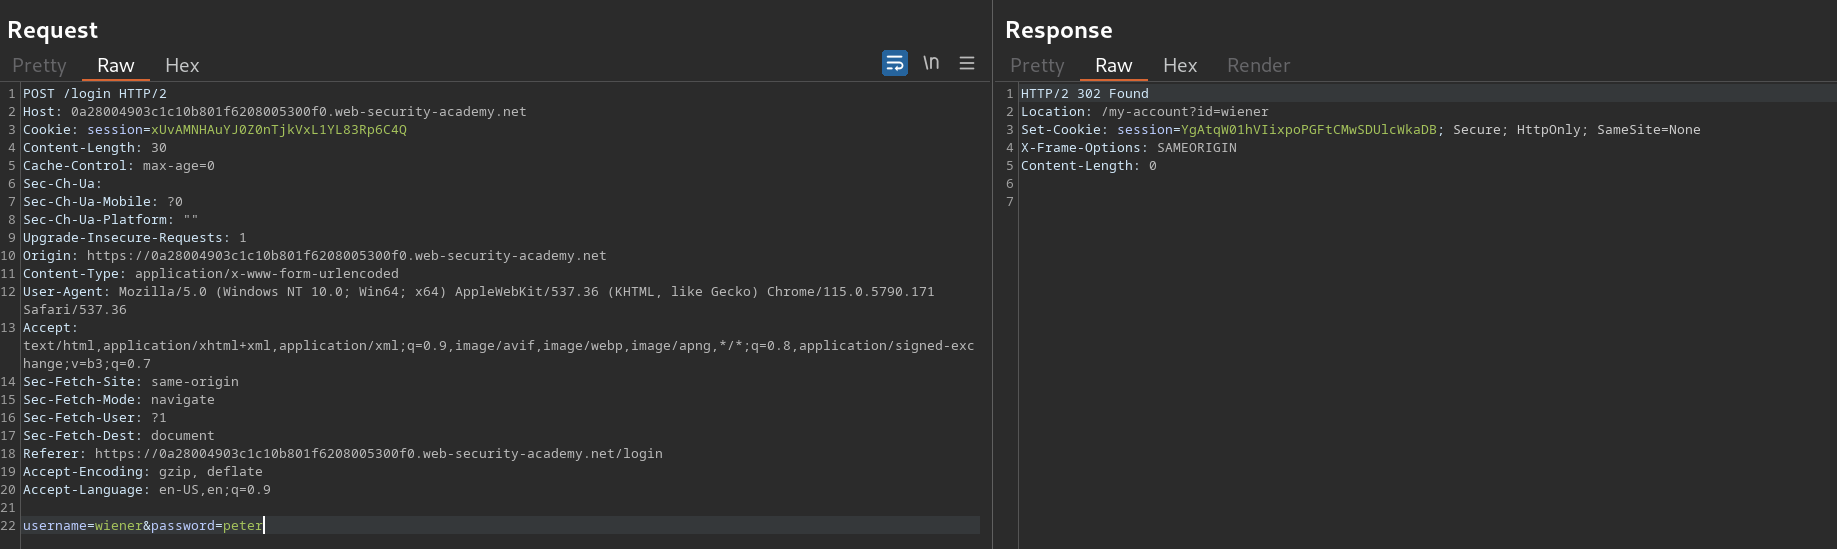 Request
Pretty Raw Hex
\n
1 POST /login HTTP/2
2 Host: 0a28004903c1c10b801f6208005300f0.web-security-academy.net
3 Cookie: session=xUvAMNHAuYJ0Z0nTjkVxL1YL83Rp6C4Q
4 Content-Length: 30
5 Cache-Control: max-age=0
6 Sec-Ch-Ua:
7 Sec-Ch-Ua-Mobile: ?0
8 Sec-Ch-Ua-Platform: ""
9 Upgrade-Insecure-Requests: 1
10 Origin: https://0a28004903c1c10b801f6208005300f0.web-security-academy.net
11 Content-Type: application/x-www-form-urlencoded
12 User-Agent: Mozilla/5.0 (Windows NT 10.0; Win64; x64) AppleWebKit/537.36 (KHTML, like Gecko) Chrome/115.0.5790.171
Safari/537.36
13 Accept:
text/html,application/xhtml+xml,application/xml;q=0.9,image/avif,image/webp,image/apng,*/*;q=0.8,application/signed-exc
hange;v=b3;q=0.7
14 Sec-Fetch-Site: same-origin
15 Sec-Fetch-Mode: navigate
16 Sec-Fetch-User: ?1
17 Sec-Fetch-Dest: document
18 Referer: https://0a28004903c1c10b801f6208005300f0.web-security-academy.net/login
19 Accept-Encoding: gzip, deflate
20 Accept-Language: en-US,en;q=0.9
21
22 username=wiener&password=peter
Response
Pretty Raw Hex Render
1 HTTP/2 302 Found
2 Location: /my-account?id=wiener
3 Set-Cookie: session=YgAtqW01hVIixpoPGFtCMwSDUlcWkaDB; Secure; HttpOnly; SameSite=None
4 X-Frame-Options: SAMEORIGIN
5 Content-Length: 0
6
7